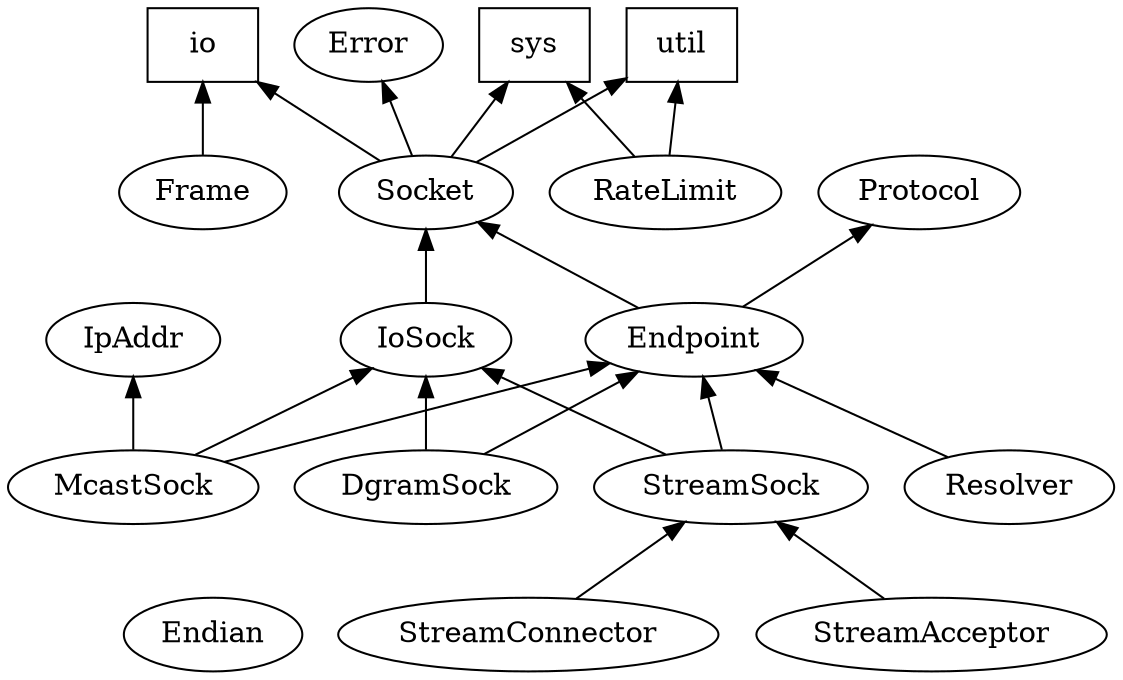 io
Error
sys
util
Frame
Socket
RateLimit
Protocol
IpAddr
IoSock
Endpoint
McastSock
DgramSock
StreamSock
Resolver
Endian
StreamConnector
StreamAcceptor